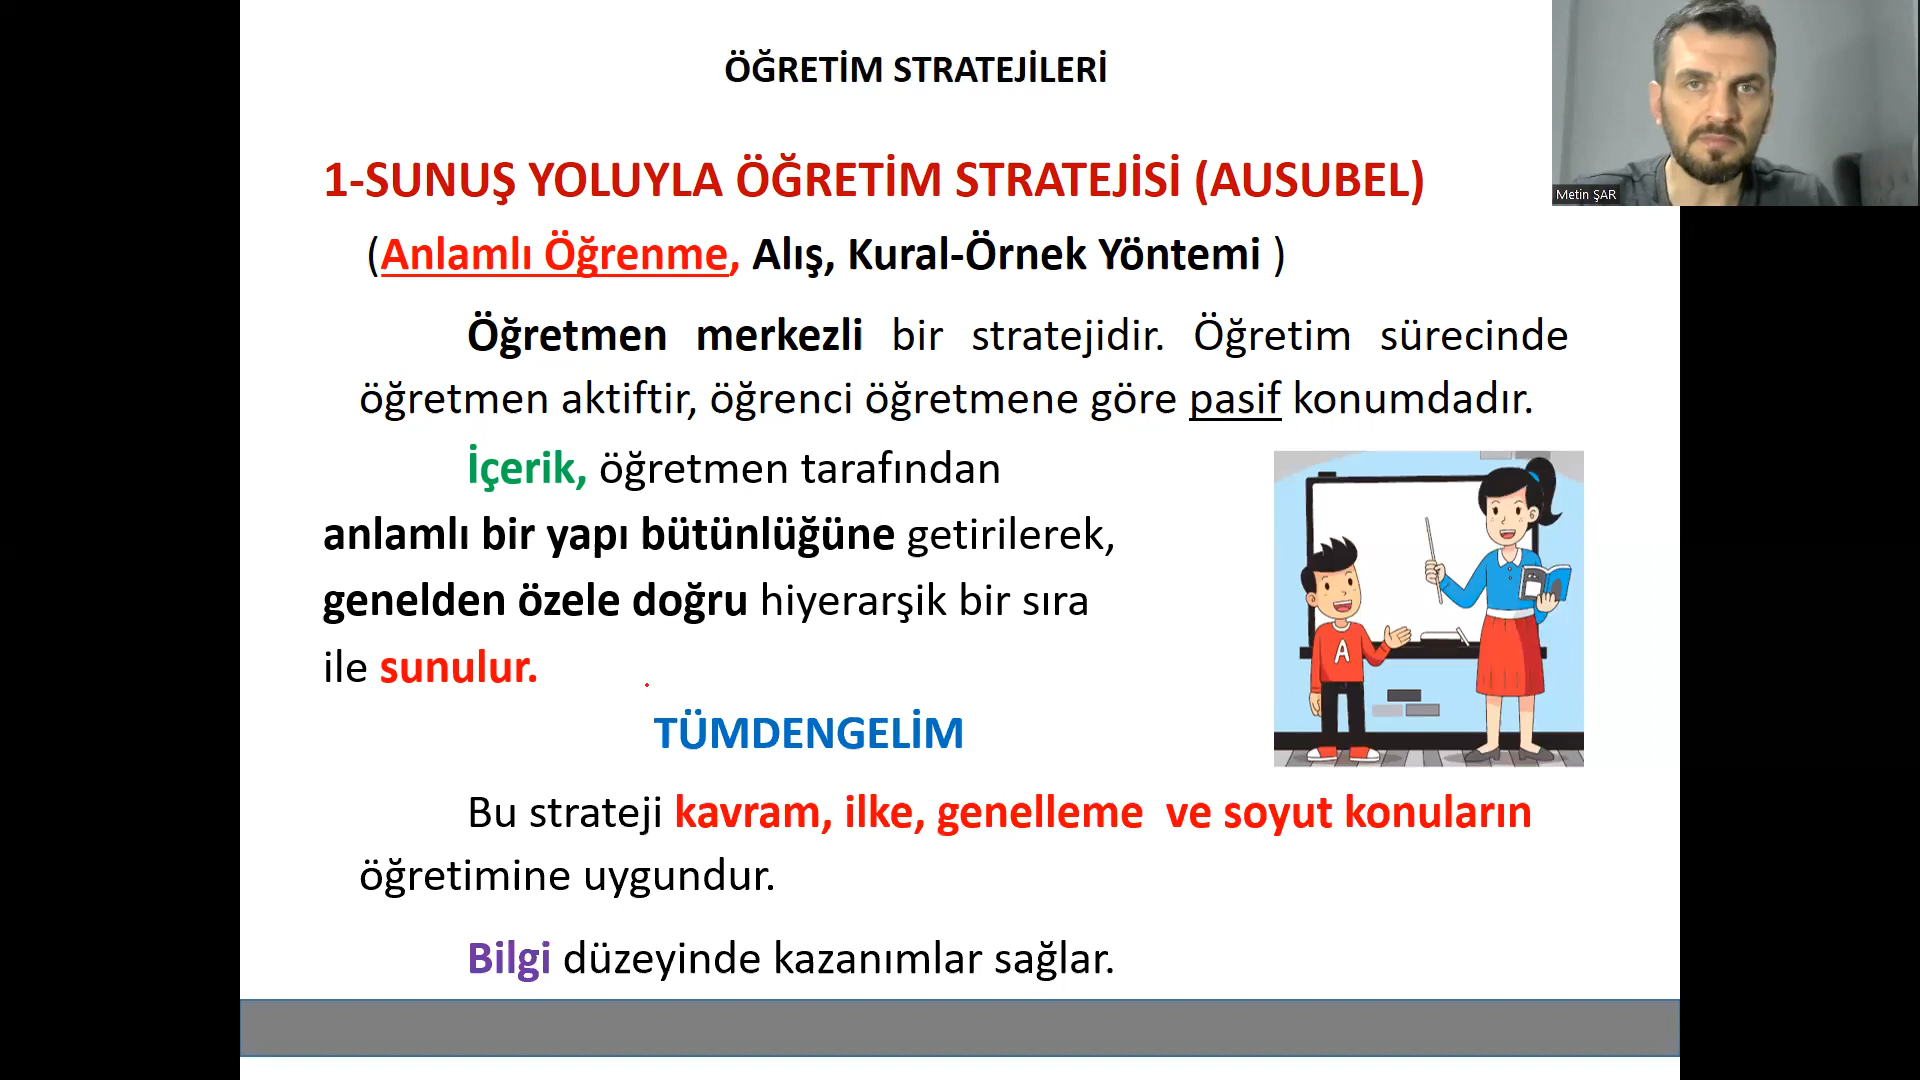 ÖĞRETİM STRATEJİLERİ
1-SUNUŞ YOLUYLA ÖĞRETİM STRATEJİSİ (AUSUBEL)
(Anlamlı Öğrenme, Alış, Kural-Örnek Yöntemi )
Öğretmen merkezli bir stratejidir. Öğretim sürecinde
öğretmen aktiftir, öğrenci öğretmene göre pasif konumdadır.
İçerik, öğretmen tarafından
anlamlı bir yapı bütünlüğüne getirilerek,
genelden özele doğru hiyerarşik bir sıra
ile sunulur.
TÜMDENGELİM
Bu strateji kavram, ilke, genelleme ve soyut konuların
öğretimine uygundur.
Bilgi düzeyinde kazanımlar sağlar.
Metin ŞAR
A